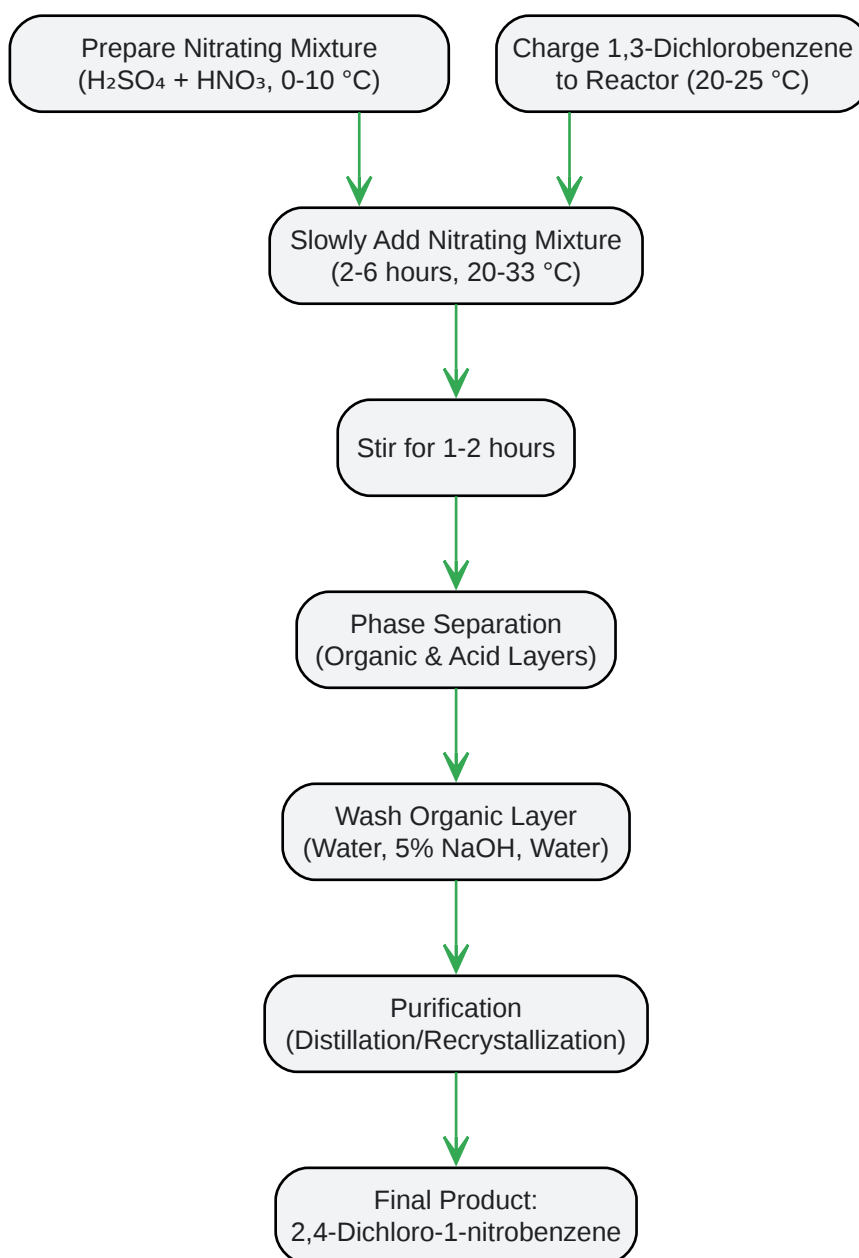 Prepare Nitrating Mixture
(H₂SO₄ + HNO₃, 0-10 °C)
Charge 1,3-Dichlorobenzene
to Reactor (20-25 °C)
Slowly Add Nitrating Mixture
(2-6 hours, 20-33 °C)
Stir for 1-2 hours
Phase Separation
(Organic & Acid Layers)
Wash Organic Layer
(Water, 5% NaOH, Water)
Purification
(Distillation/Recrystallization)
Final Product:
2,4-Dichloro-1-nitrobenzene